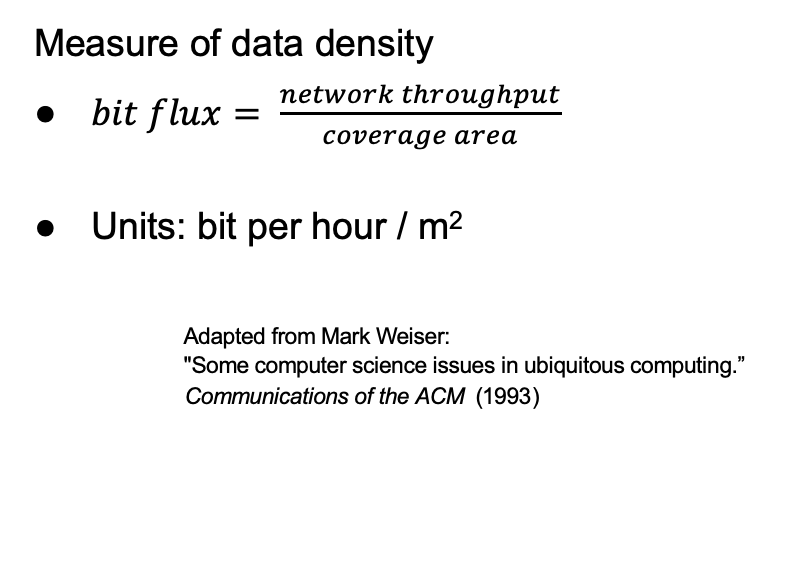 Measure of data density
● bit flux = network throughput / coverage area
● Units: bit per hour / m²
Adapted from Mark Weiser:
"Some computer science issues in ubiquitous computing.”
Communications of the ACM (1993)